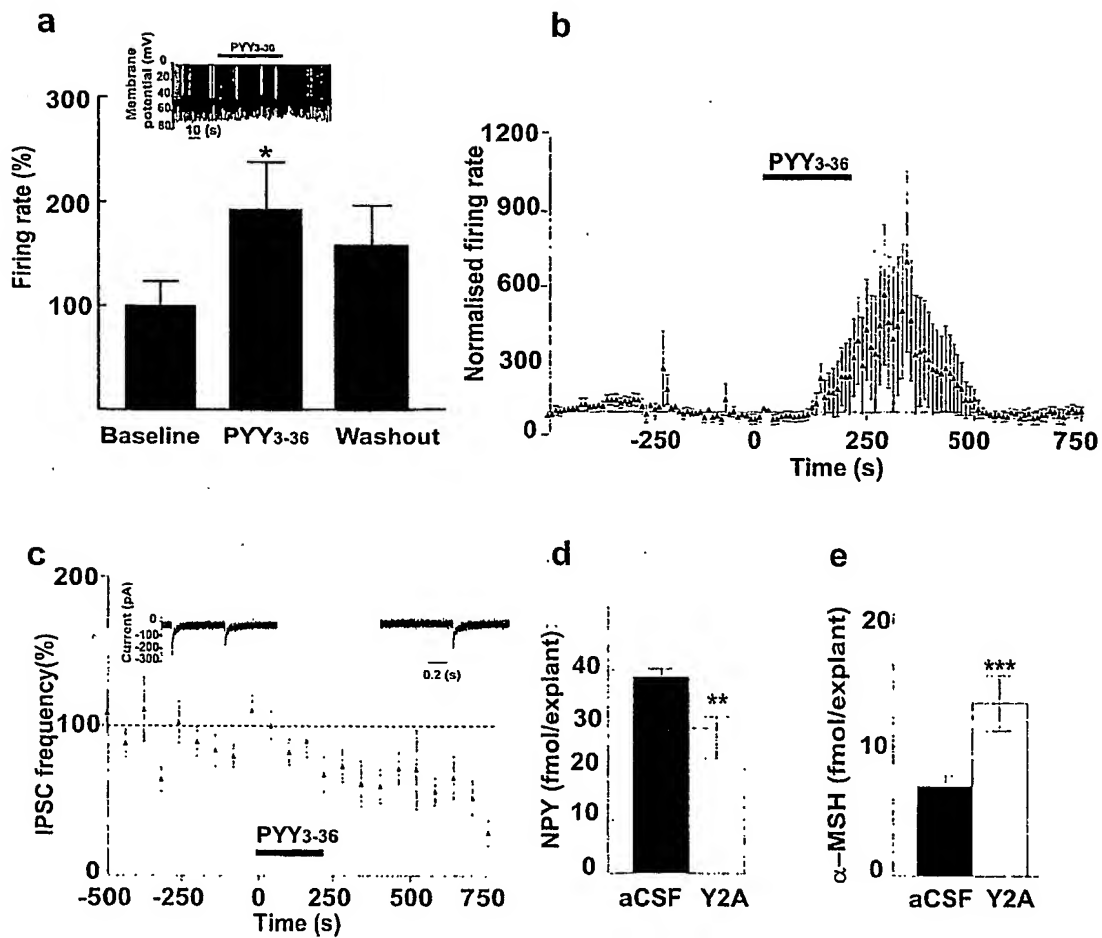 a
PYY3-36
Membrane
potential (mV)
0
20
40
60
80
10 (s)
Firing rate (%)
300
200
100
*
Baseline PYY3-36 Washout
b
PYY3-36
Normalised firing rate
1200
900
600
300
0
-250 0 250 500 750
Time (s)
c
IPSC frequency(%)
200
100
0
Current (pA)
0
-100
-200
-300
0.2 (s)
PYY3-36
-500 -250 0 250 500 750
Time (s)
d
NPY (fmol/explant)
40
30
20
10
0
**
aCSF Y2A
e
α–MSH (fmol/explant)
20
10
0
***
aCSF Y2A